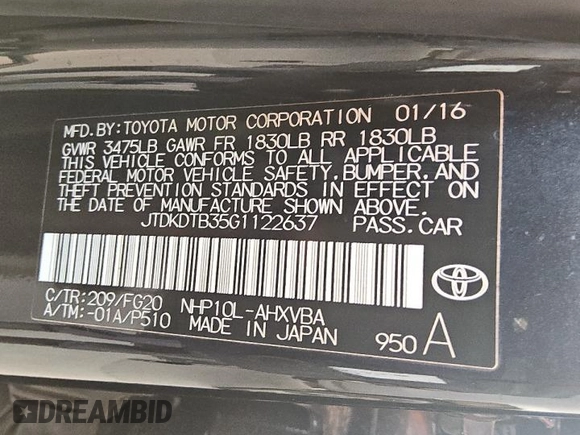 MFD.BY:TOYOTA MOTOR CORPORATION 01/16
GVWR 3475LB GAWR FR 1830LB RR 1830LB
THIS VEHICLE CONFORMS TO ALL APPLICABLE
FEDERAL MOTOR VEHICLE SAFETY,BUMPER,AND
THEFT PREVENTION STANDARDS IN EFFECT ON
THE DATE OF MANUFACTURE SHOWN ABOVE.
JTDKDTB35G1122637 PASS.CAR
C/TR:209/FG20 NHP10L-AHXVBA
A/TM:-01A/P510 MADE IN JAPAN
950 A
DREAMBID